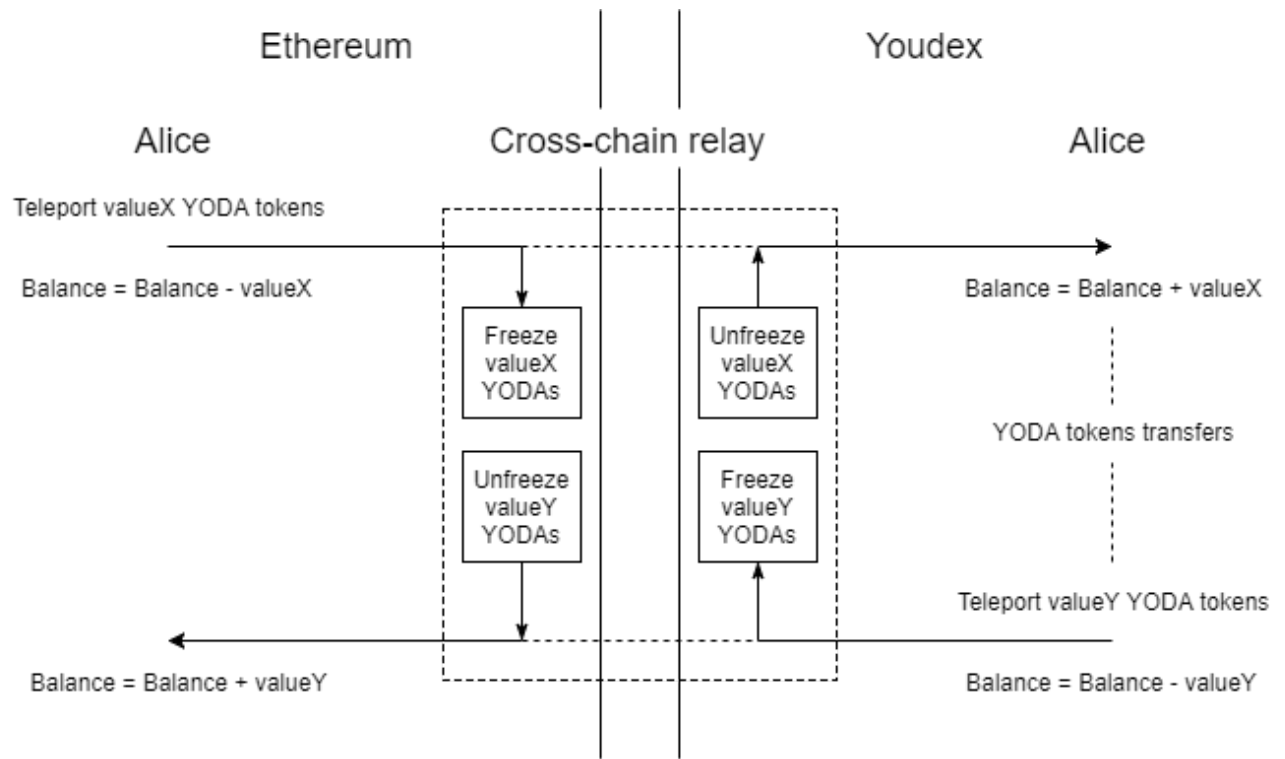 Ethereum
Youdex
Alice
Cross-chain relay
Alice
Teleport valueX YODA tokens
Balance = Balance - valueX
Balance = Balance + valueX
Freeze
valueX
YODAs
Unfreeze
valueX
YODAs
YODA tokens transfers
Unfreeze
valueY
YODAs
Freeze
valueY
YODAs
Teleport valueY YODA tokens
Balance = Balance + valueY
Balance = Balance - valueY